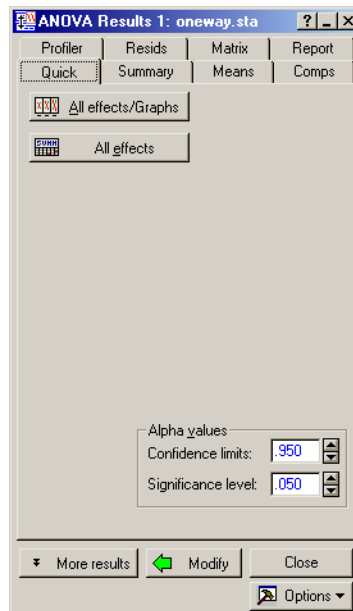 ANOVA Results 1: oneway.sta
Profiler Resids Matrix Report
Quick Summary Means Comps
All effects/Graphs
SUMM All effects
Alpha values
Confidence limits: .950
Significance level: .050
More results Modify Close
Options